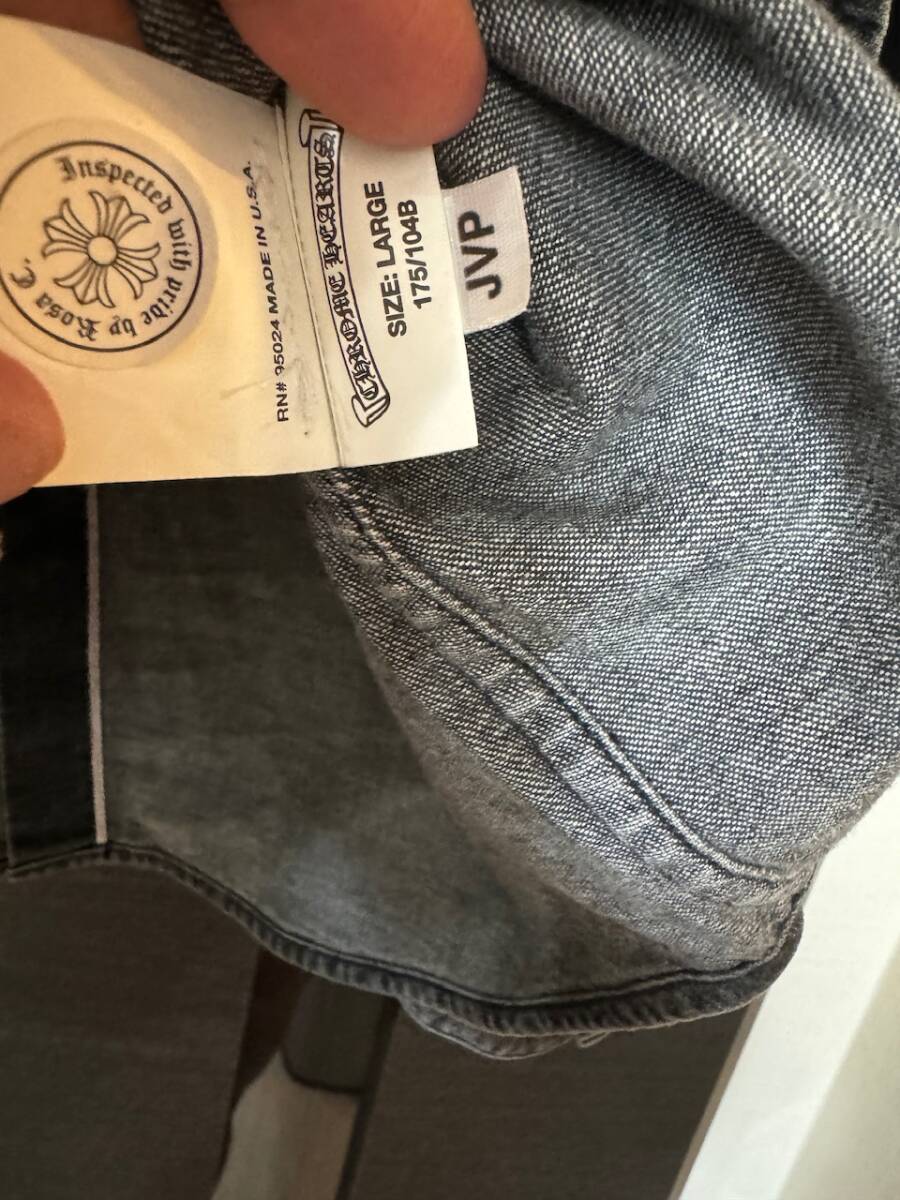 Inspected with pride by Rosa C.
RN# 95024 MADE IN U.S.A.
CHROME HEARTS
SIZE: LARGE
175/104B
JVP